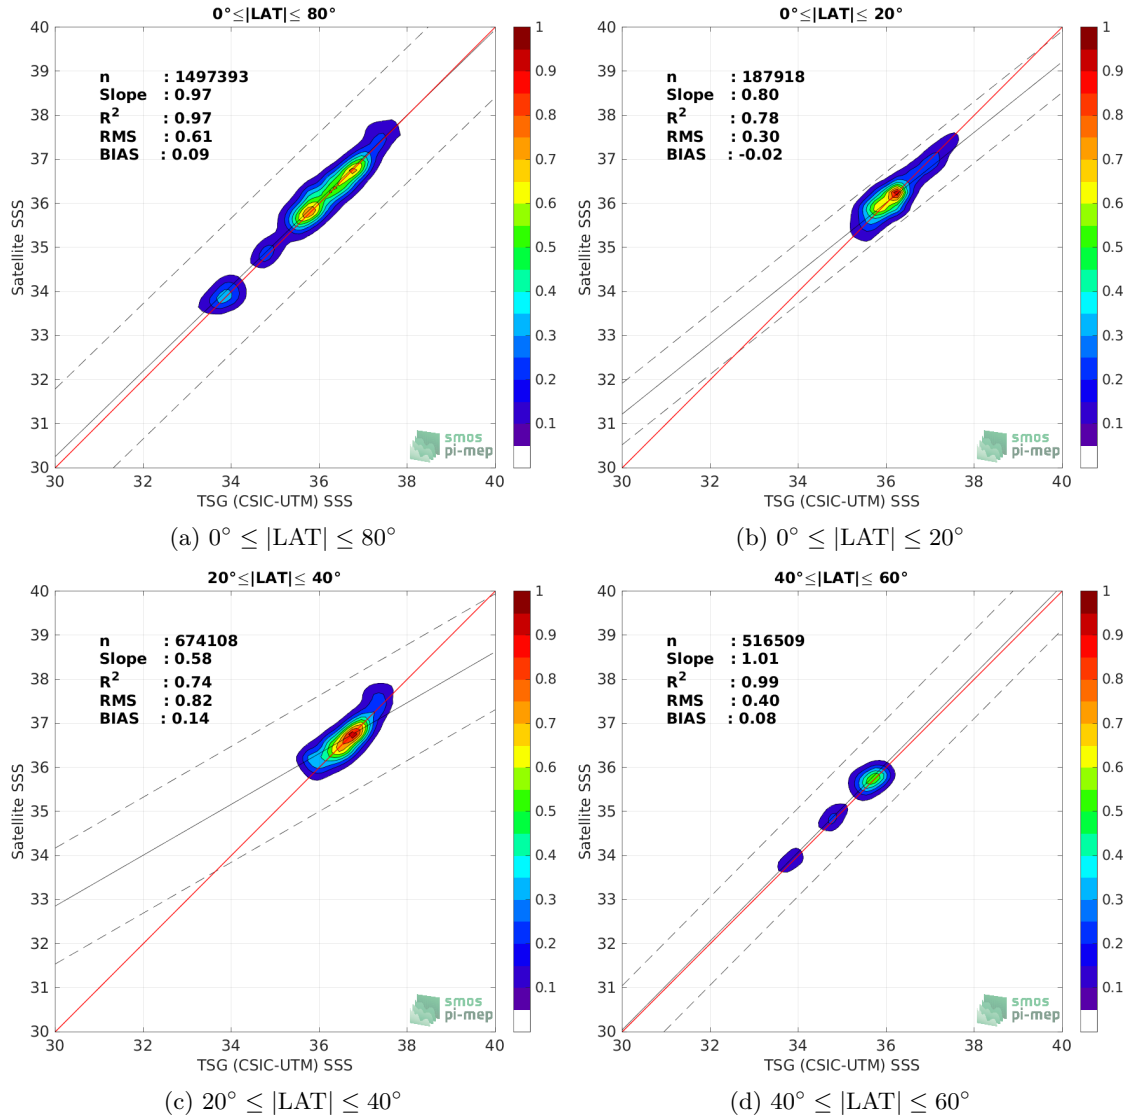 0°≤|LAT|≤ 80°
n : 1497393
Slope : 0.97
R² : 0.97
RMS : 0.61
BIAS : 0.09
40
39
38
37
36
35
34
33
32
31
30
Satellite SSS
30 32 34 36 38 40
TSG (CSIC-UTM) SSS
1
0.9
0.8
0.7
0.6
0.5
0.4
0.3
0.2
0.1
smos
pi-mep
(a) 0° ≤ |LAT| ≤ 80°
0°≤|LAT|≤ 20°
n : 187918
Slope : 0.80
R² : 0.78
RMS : 0.30
BIAS : -0.02
40
39
38
37
36
35
34
33
32
31
30
Satellite SSS
30 32 34 36 38 40
TSG (CSIC-UTM) SSS
1
0.9
0.8
0.7
0.6
0.5
0.4
0.3
0.2
0.1
smos
pi-mep
(b) 0° ≤ |LAT| ≤ 20°
20°≤|LAT|≤ 40°
n : 674108
Slope : 0.58
R² : 0.74
RMS : 0.82
BIAS : 0.14
40
39
38
37
36
35
34
33
32
31
30
Satellite SSS
30 32 34 36 38 40
TSG (CSIC-UTM) SSS
1
0.9
0.8
0.7
0.6
0.5
0.4
0.3
0.2
0.1
smos
pi-mep
(c) 20° ≤ |LAT| ≤ 40°
40°≤|LAT|≤ 60°
n : 516509
Slope : 1.01
R² : 0.99
RMS : 0.40
BIAS : 0.08
40
39
38
37
36
35
34
33
32
31
30
Satellite SSS
30 32 34 36 38 40
TSG (CSIC-UTM) SSS
1
0.9
0.8
0.7
0.6
0.5
0.4
0.3
0.2
0.1
smos
pi-mep
(d) 40° ≤ |LAT| ≤ 60°